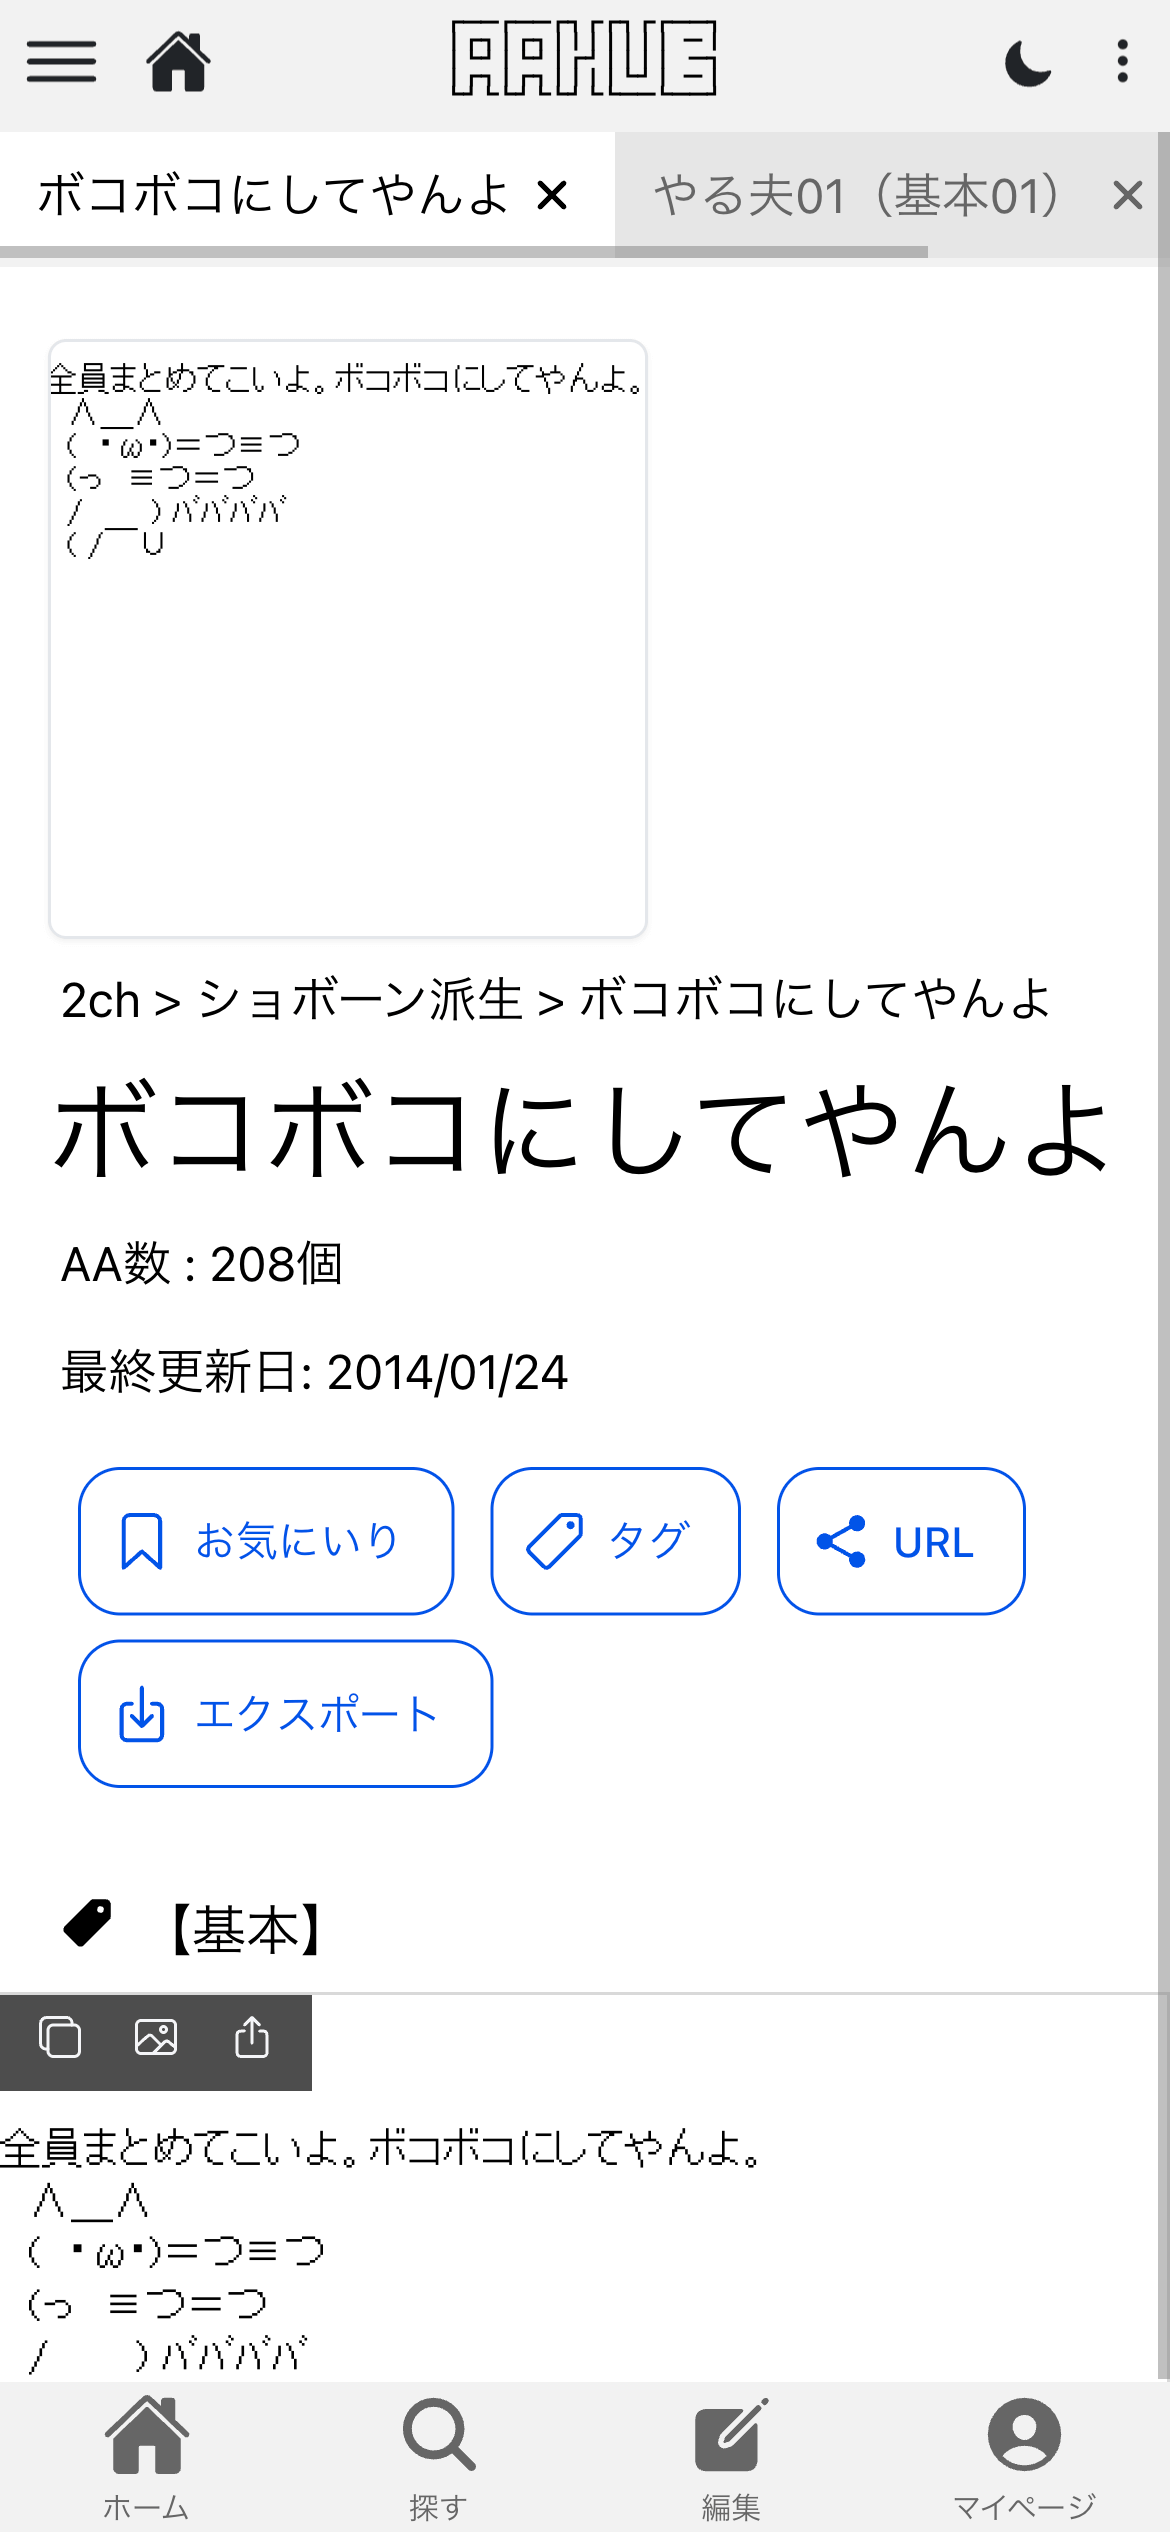 AAHUB
ボコボコにしてやんよ ✕ やる夫01（基本01） ✕
全員まとめてこいよ。ボコボコにしてやんよ。
 ∧＿∧
( ･ω･)＝つ≡つ
(っ ≡つ＝つ
/ ＿ )ﾊﾞﾊﾞﾊﾞﾊﾞ
( /￣∪
2ch > ショボーン派生 > ボコボコにしてやんよ
ボコボコにしてやんよ
AA数 : 208個
最終更新日: 2014/01/24
お気にいり タグ URL
エクスポート
【基本】
全員まとめてこいよ。ボコボコにしてやんよ。
 ∧＿∧
( ･ω･)＝つ≡つ
(っ ≡つ＝つ
/ )ﾊﾞﾊﾞﾊﾞﾊﾞ
ホーム 探す 編集 マイページ